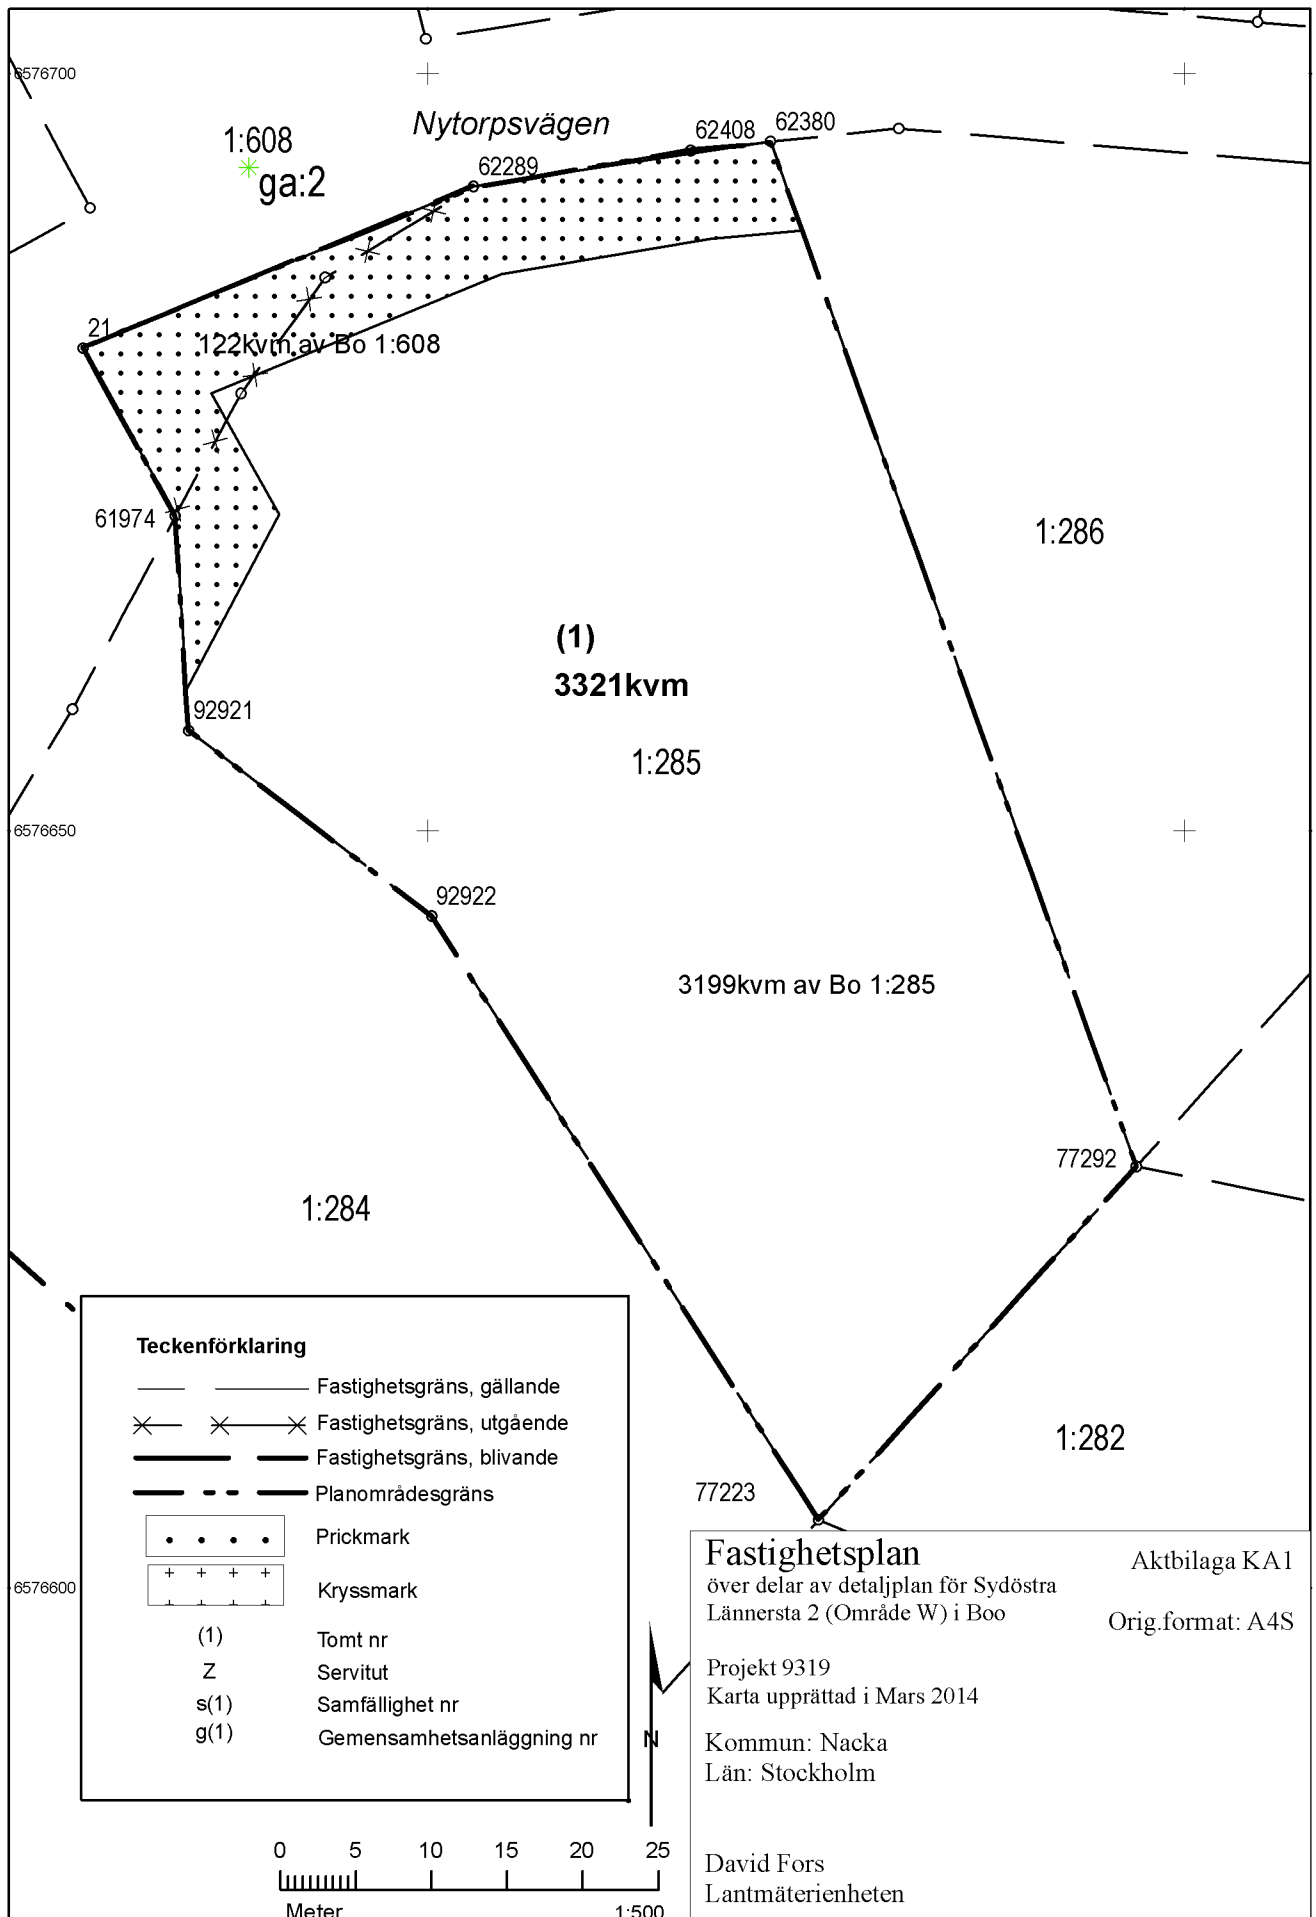 6576700
Nytorpsvägen
1:608
ga:2
62289
62408
62380
21
122kvm av Bo 1:608
61974
1:286
(1)
3321kvm
92921
1:285
6576650
92922
3199kvm av Bo 1:285
77292
1:284
1:282
77223
Teckenförklaring
Fastighetsgräns, gällande
Fastighetsgräns, utgående
Fastighetsgräns, blivande
Planområdesgräns
Prickmark
Kryssmark
(1) Tomt nr
Z Servitut
s(1) Samfällighet nr
g(1) Gemensamhetsanläggning nr
6576600
N
0 5 10 15 20 25
Meter 1:500
Fastighetsplan
Aktbilaga KA1
över delar av detaljplan för Sydöstra
Lännersta 2 (Område W) i Boo
Orig.format: A4S
Projekt 9319
Karta upprättad i Mars 2014
Kommun: Nacka
Län: Stockholm
David Fors
Lantmäterienheten